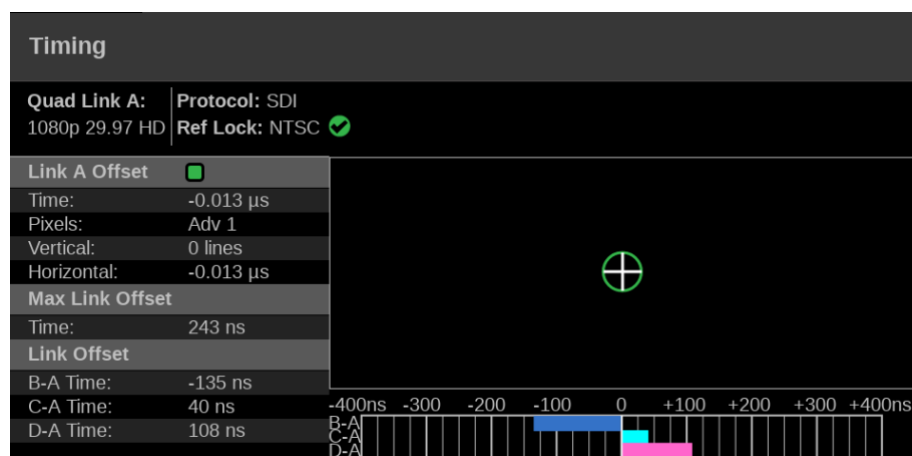 Timing
Quad Link A: Protocol: SDI
1080p 29.97 HD Ref Lock: NTSC
Link A Offset
Time: -0.013 µs
Pixels: Adv 1
Vertical: 0 lines
Horizontal: -0.013 µs
Max Link Offset
Time: 243 ns
Link Offset
B-A Time: -135 ns
C-A Time: 40 ns
D-A Time: 108 ns
-400ns -300 -200 -100 0 +100 +200 +300 +400ns
B-A
C-A
D-A